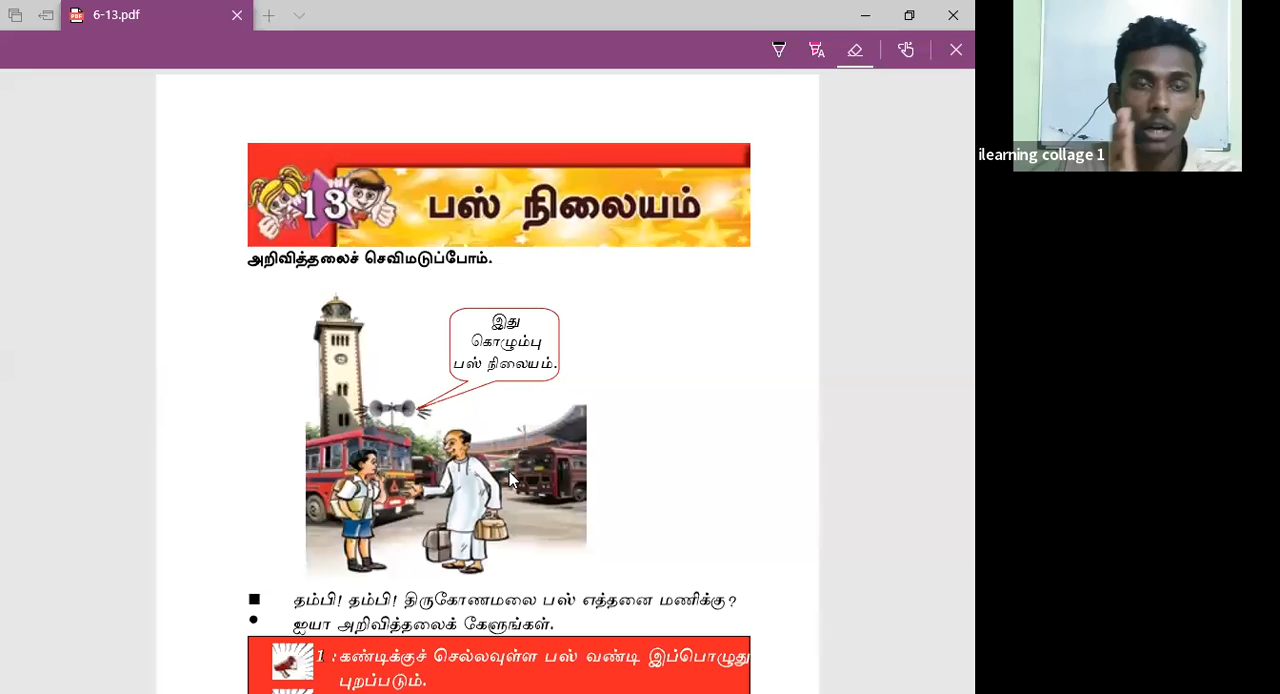 6-13.pdf
ilearning collage 1
13 பஸ் நிலையம்
அறிவித்தலைச் செவிமடுப்போம்.
இது
கொழும்பு
பஸ் நிலையம்.
தம்பி! தம்பி! திருகோணமலை பஸ் எத்தனை மணிக்கு?
ஐயா அறிவித்தலைக் கேளுங்கள்.
1 : கண்டிக்குச் செல்லவுள்ள பஸ் வண்டி இப்பொழுது
புறப்படும்.